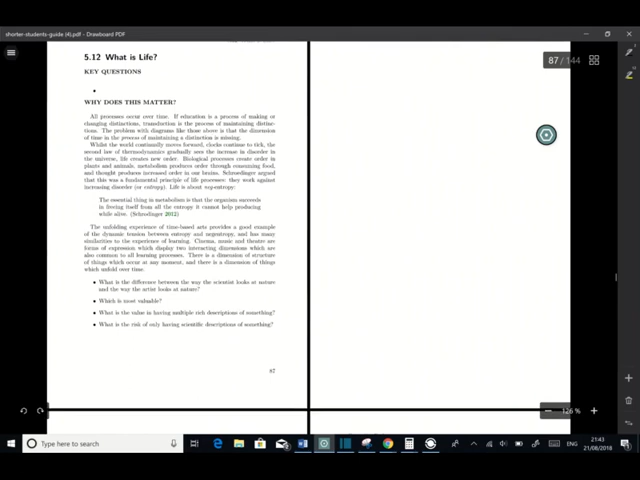 shorter-students-guide (4).pdf - Drawboard PDF
87 / 144
5.12 What is Life?
KEY QUESTIONS
•
WHY DOES THIS MATTER?
All processes occur over time. If education is a process of making or
changing distinctions, transduction is the process of maintaining distinc-
tions. The problem with diagrams like those above is that the dimension
of time in the process of maintaining a distinction is missing.
Whilst the world continually moves forward, clocks continue to tick, the
second law of thermodynamics gradually sees the increase in disorder in
the universe, life creates new order. Biological processes create order in
plants and animals, metabolism produces order through consuming food,
and thought produces increased order in our brains. Schroedinger argued
that this was a fundamental principle of life processes: they work against
increasing disorder (or entropy). Life is about neg-entropy:
The essential thing in metabolism is that the organism succeeds
in freeing itself from all the entropy it cannot help producing
while alive. (Schrodinger 2012)
The unfolding experience of time-based arts provides a good example
of the dynamic tension between entropy and negentropy, and has many
similarities to the experience of learning. Cinema, music and theatre are
forms of expression which display two interacting dimensions which are
also common to all learning processes. There is a dimension of structure
of things which occur at any moment, and there is a dimension of things
which unfold over time.
• What is the difference between the way the scientist looks at nature
and the way the artist looks at nature?
• Which is most valuable?
• What is the value in having multiple rich descriptions of something?
• What is the risk of only having scientific descriptions of something?
87
126 %
Type here to search
ENG
21:43
21/08/2018